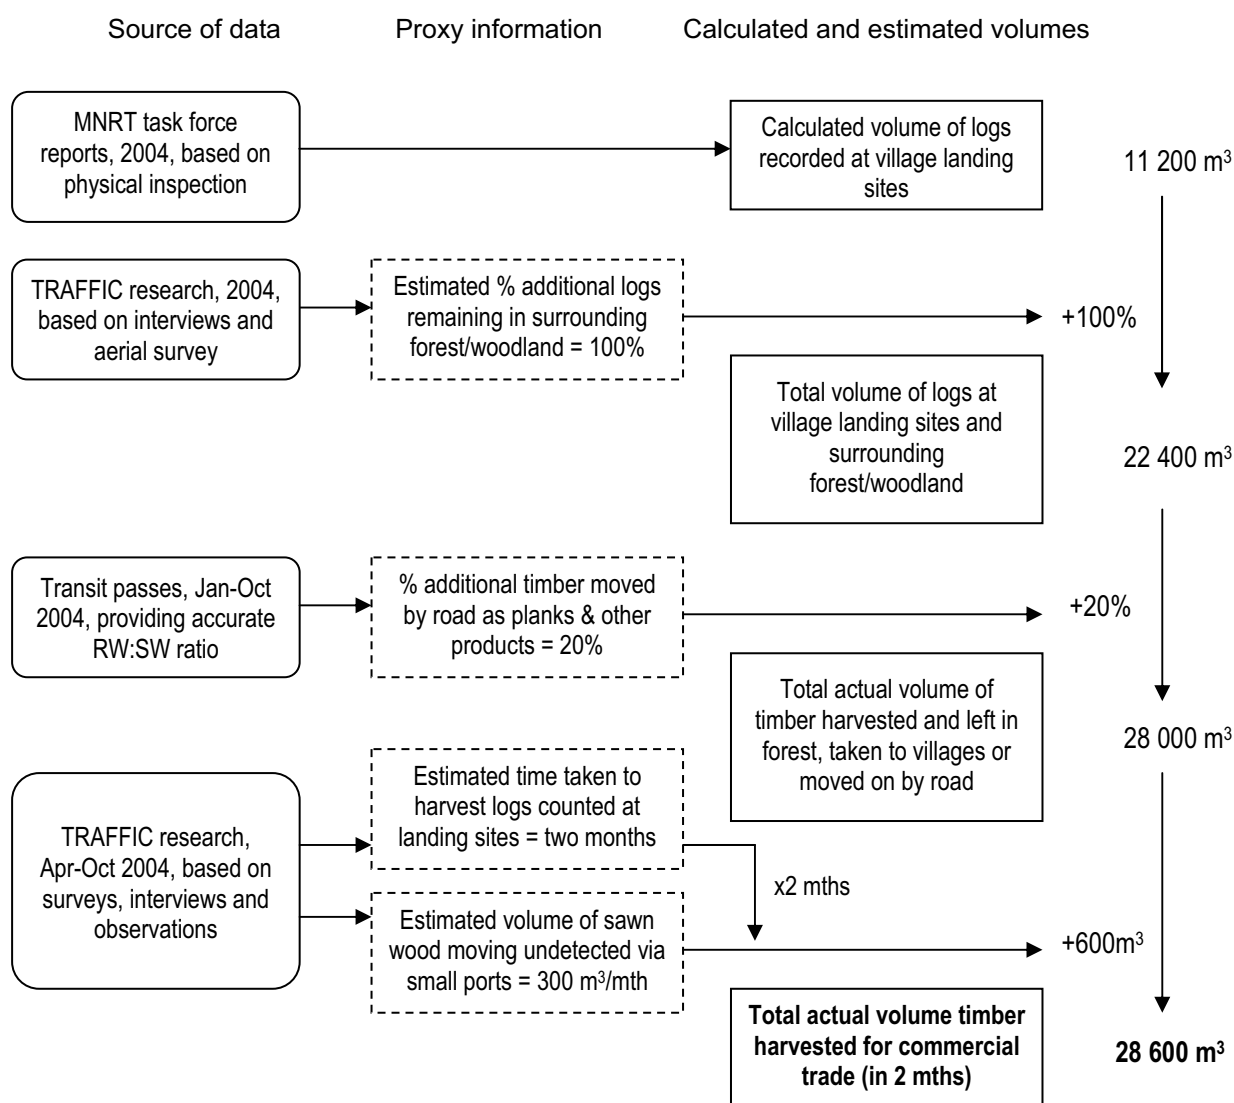 Source of data
Proxy information
Calculated and estimated volumes
MNRT task force
reports, 2004, based on
physical inspection
Calculated volume of logs
recorded at village landing
sites
11 200 m³
TRAFFIC research, 2004,
based on interviews and
aerial survey
Estimated % additional logs
remaining in surrounding
forest/woodland = 100%
+100%
Total volume of logs at
village landing sites and
surrounding
forest/woodland
22 400 m³
Transit passes, Jan-Oct
2004, providing accurate
RW:SW ratio
% additional timber moved
by road as planks & other
products = 20%
+20%
Total actual volume of
timber harvested and left in
forest, taken to villages or
moved on by road
28 000 m³
TRAFFIC research,
Apr-Oct 2004, based on
surveys, interviews and
observations
Estimated time taken to
harvest logs counted at
landing sites = two months
x2 mths
Estimated volume of sawn
wood moving undetected via
small ports = 300 m³/mth
+600m³
Total actual volume timber
harvested for commercial
trade (in 2 mths)
28 600 m³